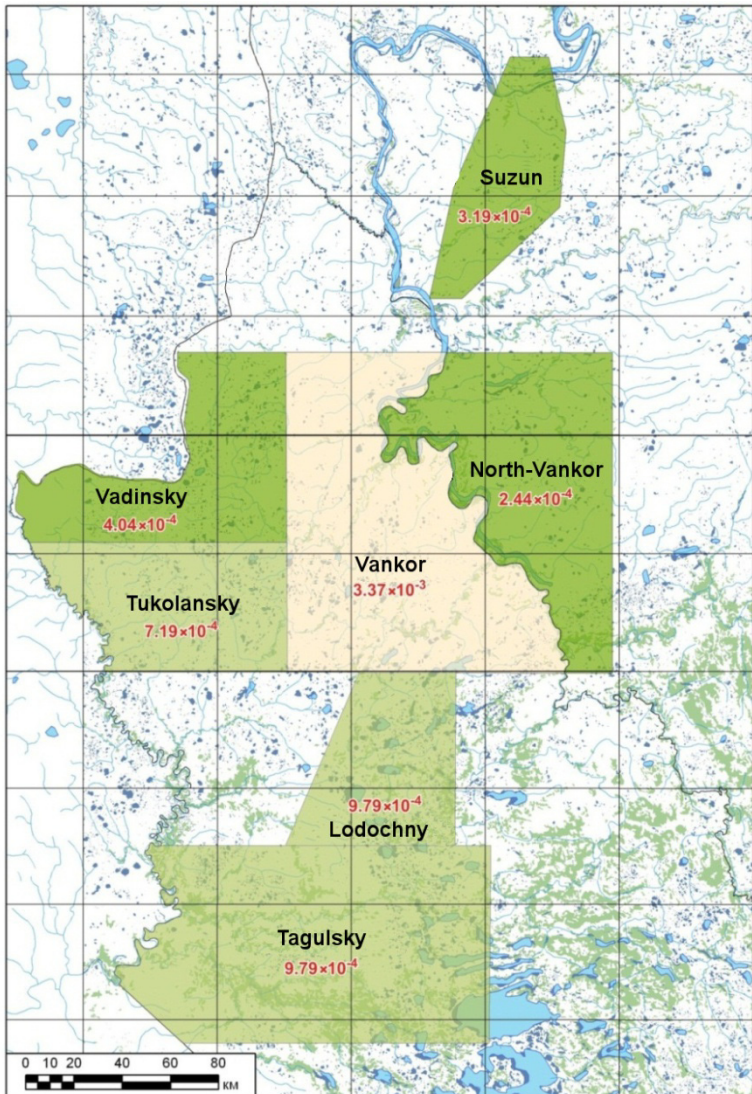 Suzun
3.19×10⁻⁴
North-Vankor
2.44×10⁻⁴
Vadinsky
4.04×10⁻⁴
Vankor
3.37×10⁻³
Tukolansky
7.19×10⁻⁴
9.79×10⁻⁴
Lodochny
Tagulsky
9.79×10⁻⁴
0 10 20 40 60 80
КМ